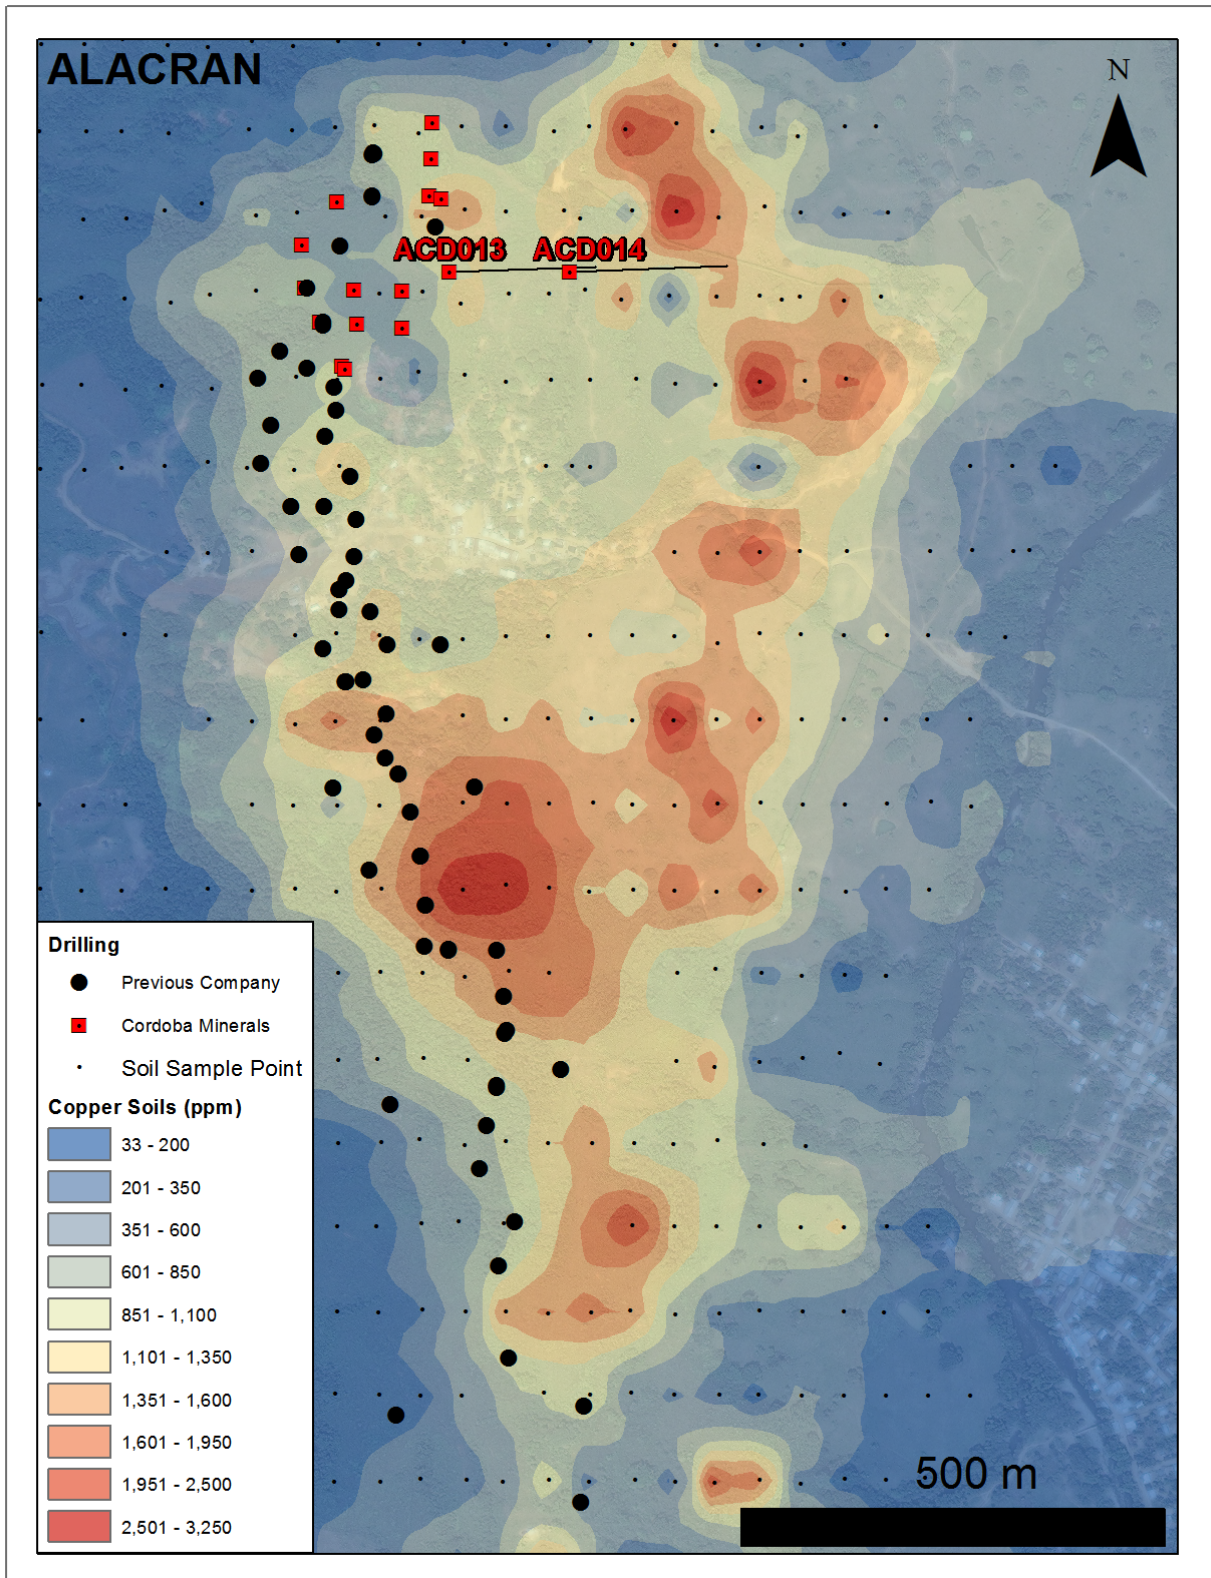 ALACRAN
N
ACD013 ACD014
Drilling
Previous Company
Cordoba Minerals
Soil Sample Point
Copper Soils (ppm)
33 - 200
201 - 350
351 - 600
601 - 850
851 - 1,100
1,101 - 1,350
1,351 - 1,600
1,601 - 1,950
1,951 - 2,500
2,501 - 3,250
500 m